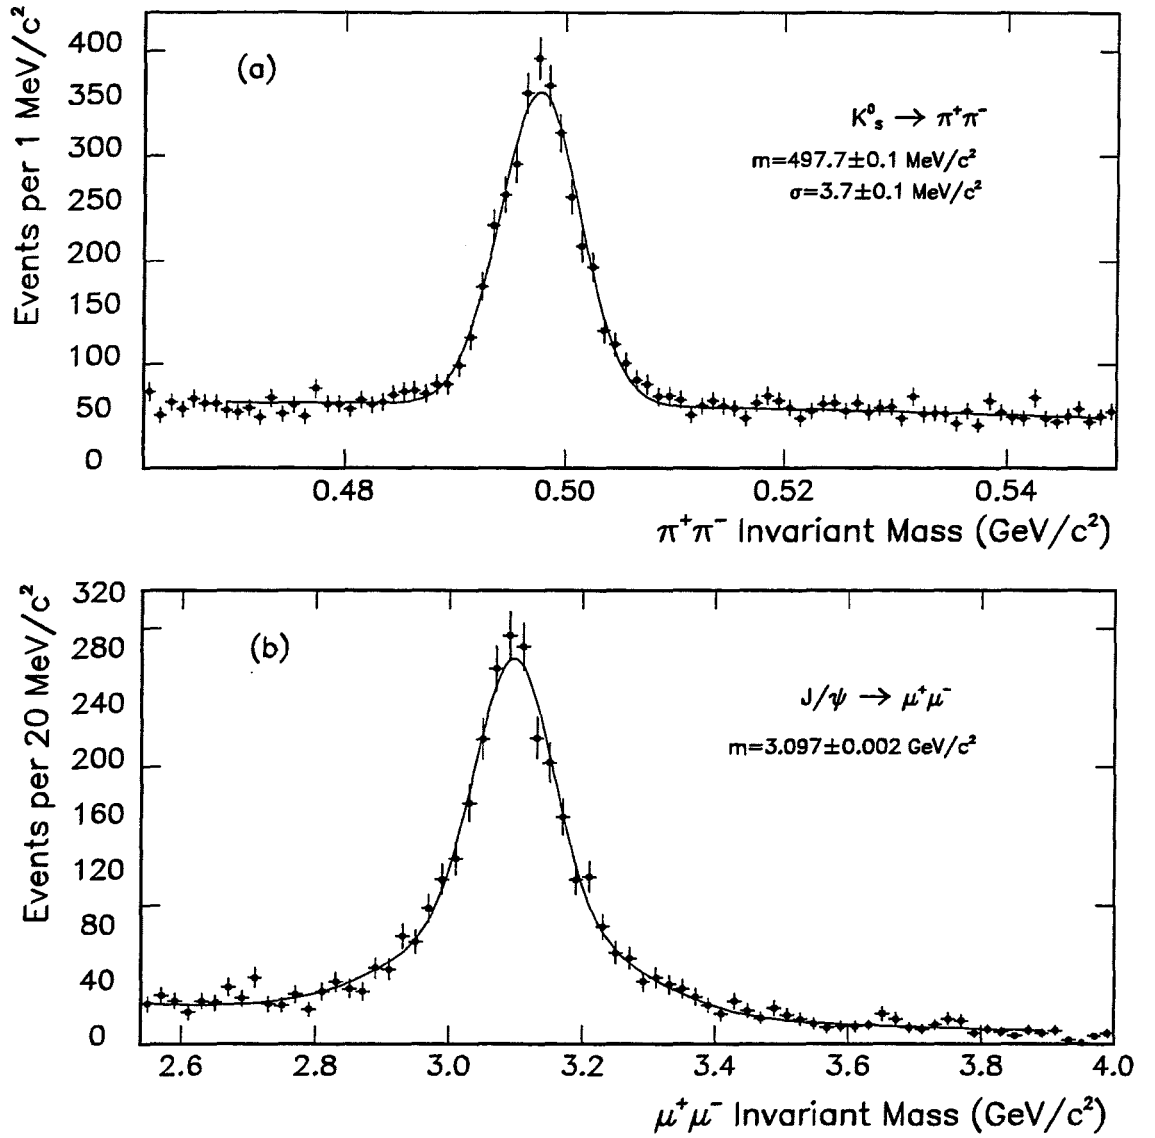 Events per 1 MeV/c²
400
350
300
250
200
150
100
50
0
(a)
K⁰ₛ → π⁺π⁻
m=497.7±0.1 MeV/c²
σ=3.7±0.1 MeV/c²
0.48 0.50 0.52 0.54
π⁺π⁻ Invariant Mass (GeV/c²)
Events per 20 MeV/c²
320
280
240
200
160
120
80
40
0
(b)
J/ψ → μ⁺μ⁻
m=3.097±0.002 GeV/c²
2.6 2.8 3.0 3.2 3.4 3.6 3.8 4.0
μ⁺μ⁻ Invariant Mass (GeV/c²)